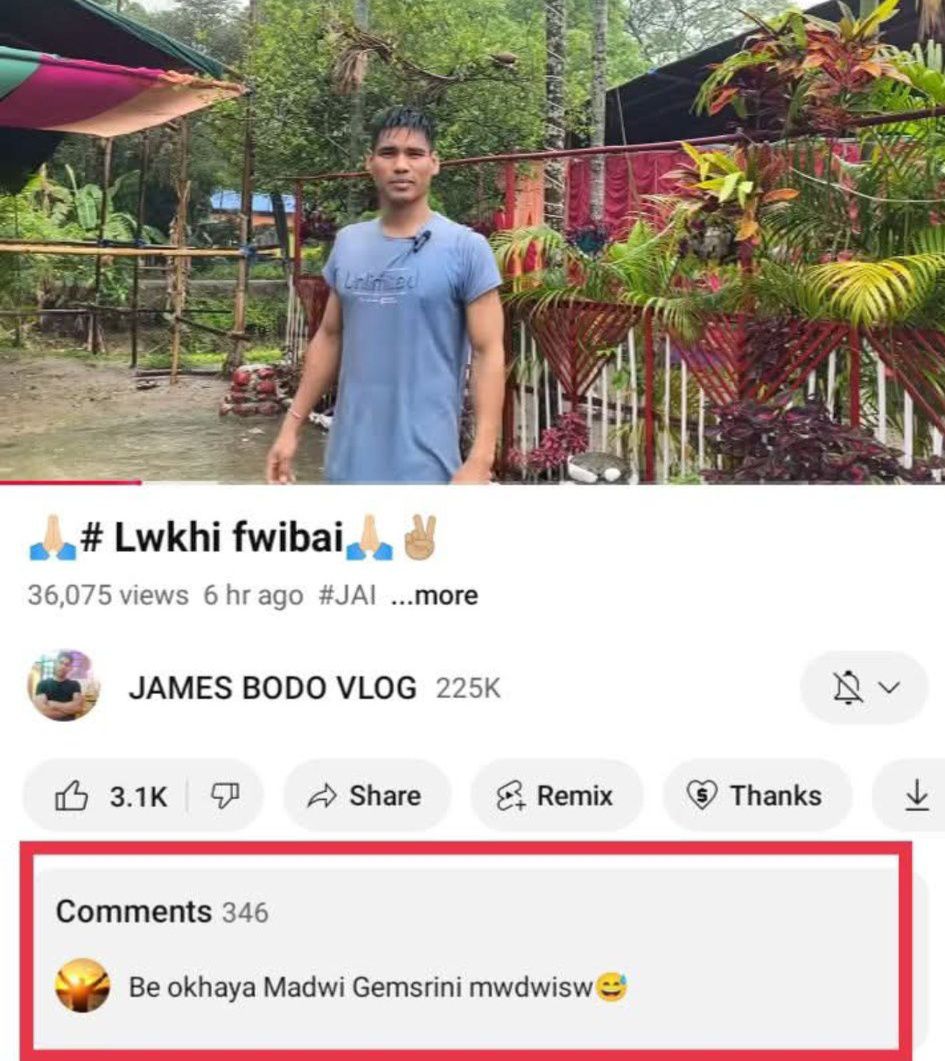 Unlimited
🙏🏻# Lwkhi fwibai🙏🏻✌🏼
36,075 views 6 hr ago #JAI ...more
JAMES BODO VLOG 225K
3.1K Share Remix Thanks
Comments 346
Be okhaya Madwi Gemsrini mwdwisw😅